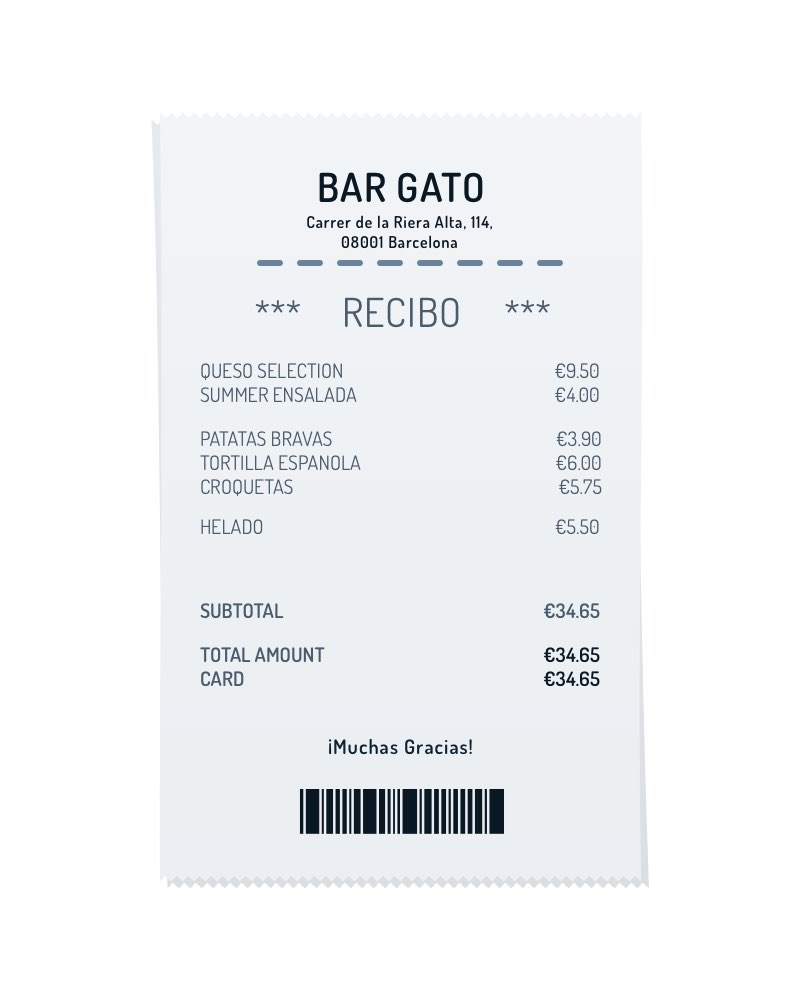 BAR GATO
Carrer de la Riera Alta, 114,
08001 Barcelona
*** RECIBO ***
QUESO SELECTION €9.50
SUMMER ENSALADA €4.00
PATATAS BRAVAS €3.90
TORTILLA ESPANOLA €6.00
CROQUETAS €5.75
HELADO €5.50
SUBTOTAL €34.65
TOTAL AMOUNT €34.65
CARD €34.65
¡Muchas Gracias!